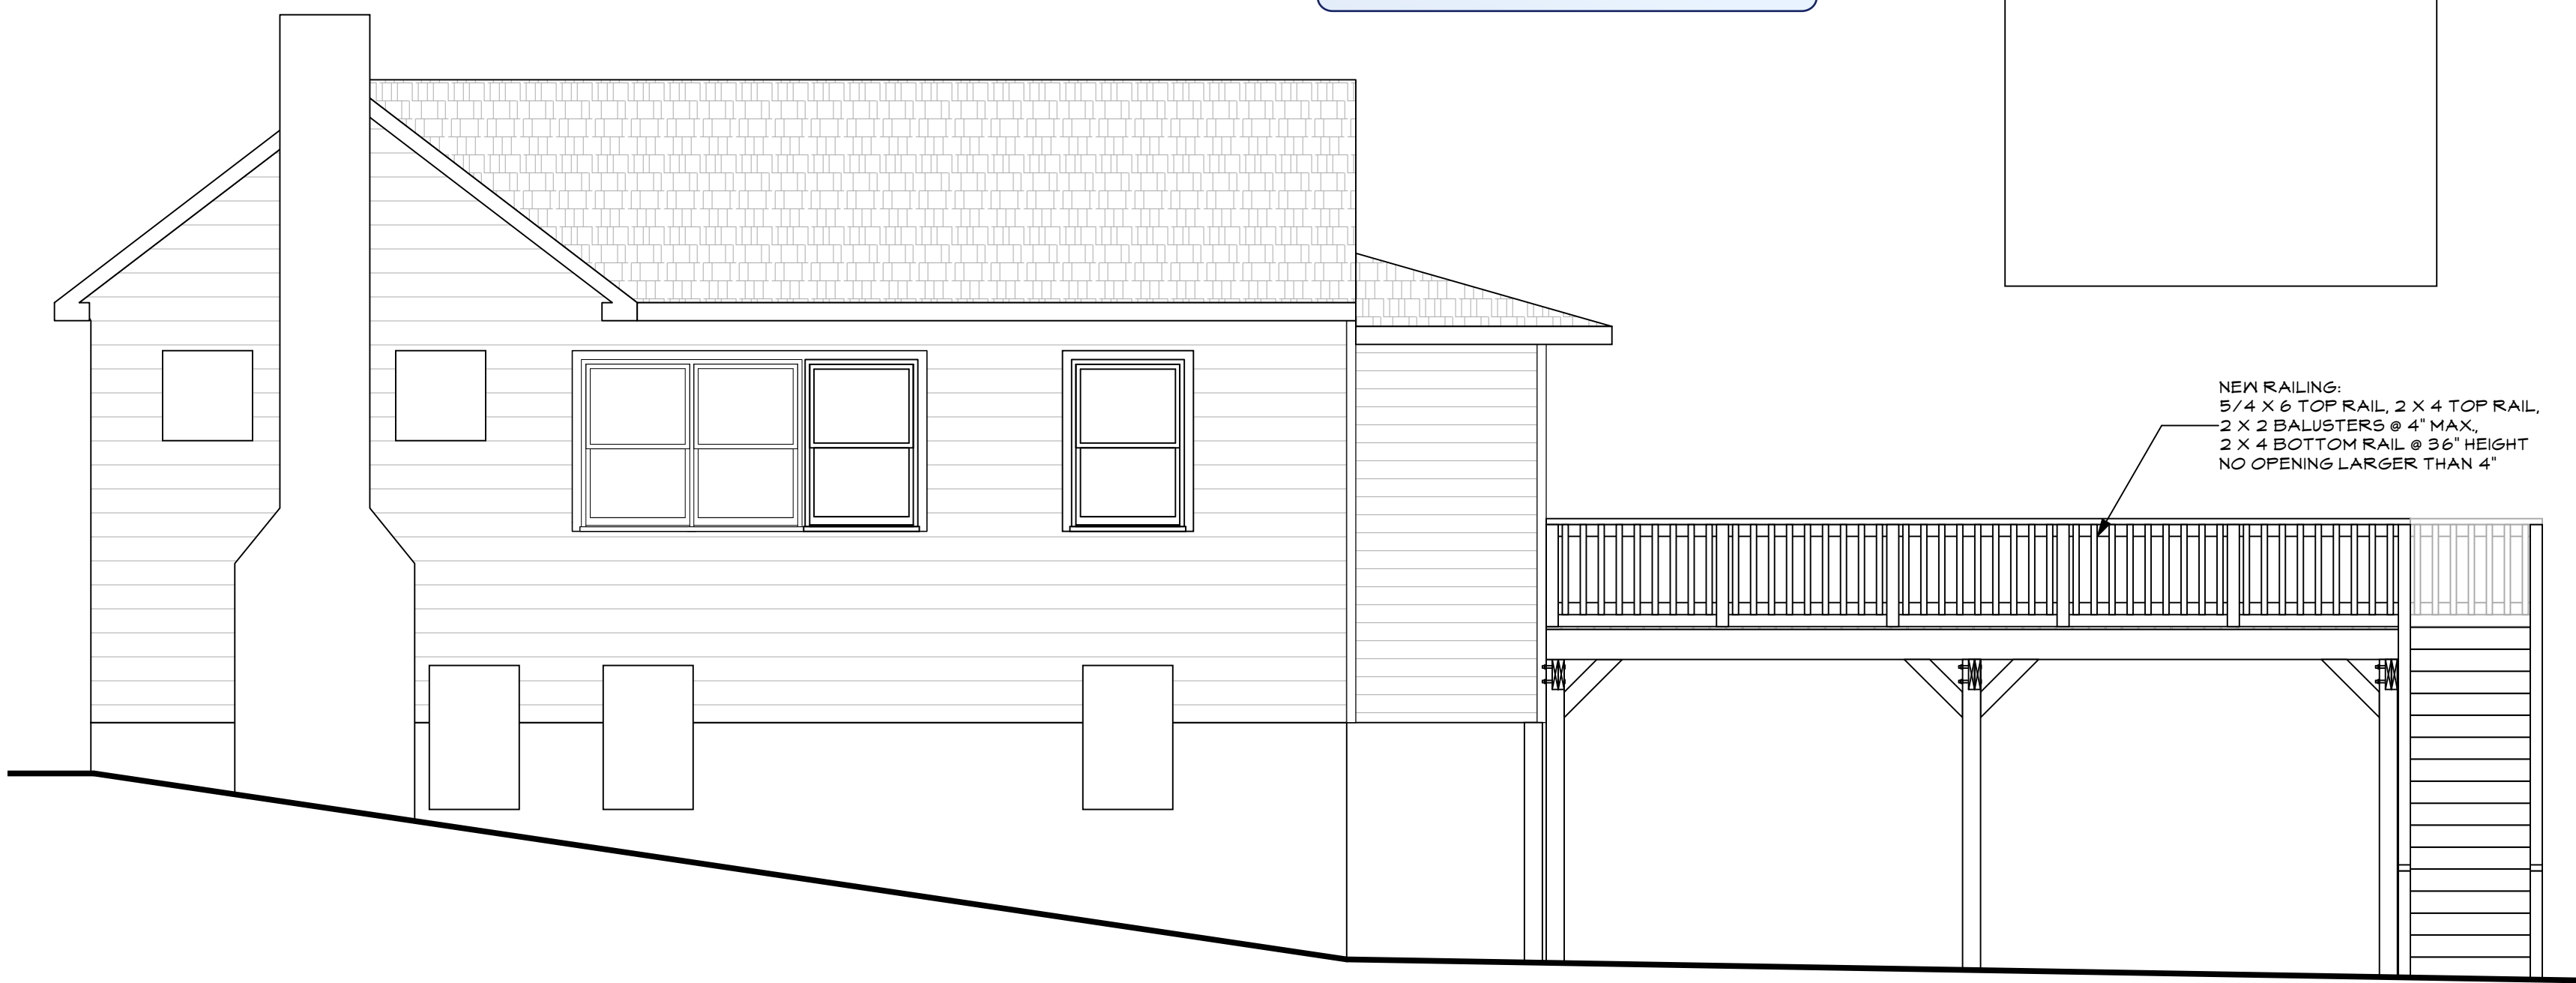 NEW RAILING:
5/4 X 6 TOP RAIL, 2 X 4 TOP RAIL,
2 X 2 BALUSTERS @ 4" MAX.,
2 X 4 BOTTOM RAIL @ 36" HEIGHT
NO OPENING LARGER THAN 4"